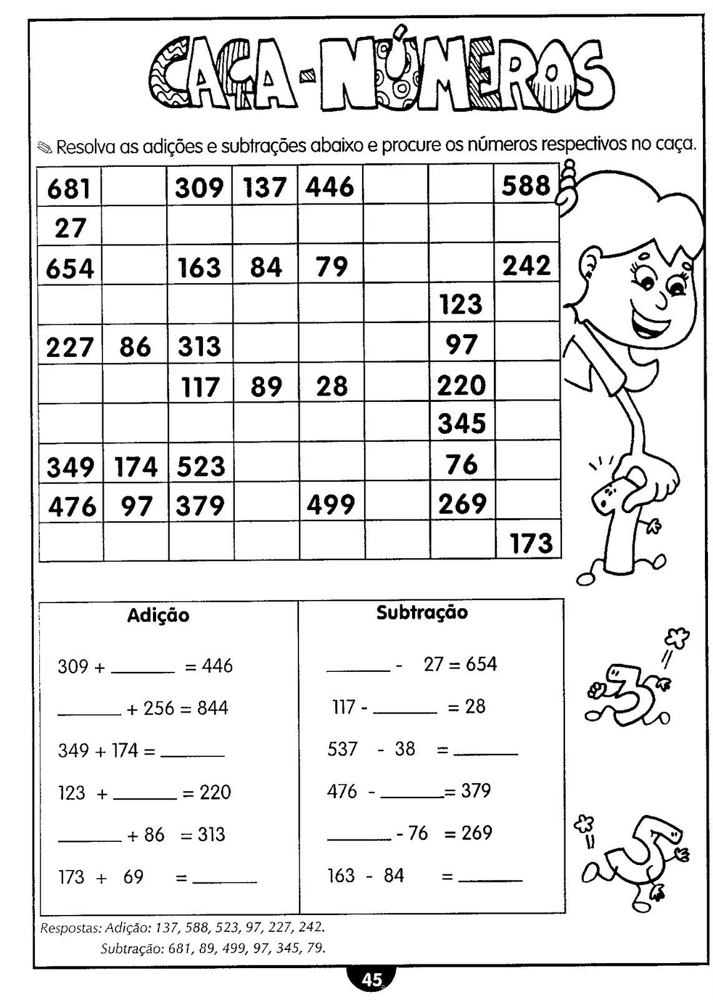 CAÇA-NÚMEROS
Resolva as adições e subtrações abaixo e procure os números respectivos no caça.
681 309 137 446 588
27
654 163 84 79 242
123
227 86 313 97
117 89 28 220
345
349 174 523 76
476 97 379 499 269
173
Adição
309 + ______ = 446
______ + 256 = 844
349 + 174 = ______
123 + ______ = 220
______ + 86 = 313
173 + 69 = ______
Subtração
______ - 27 = 654
117 - ______ = 28
537 - 38 = ______
476 - ______ = 379
______ - 76 = 269
163 - 84 = ______
Respostas: Adição: 137, 588, 523, 97, 227, 242.
Subtração: 681, 89, 499, 97, 345, 79.
45